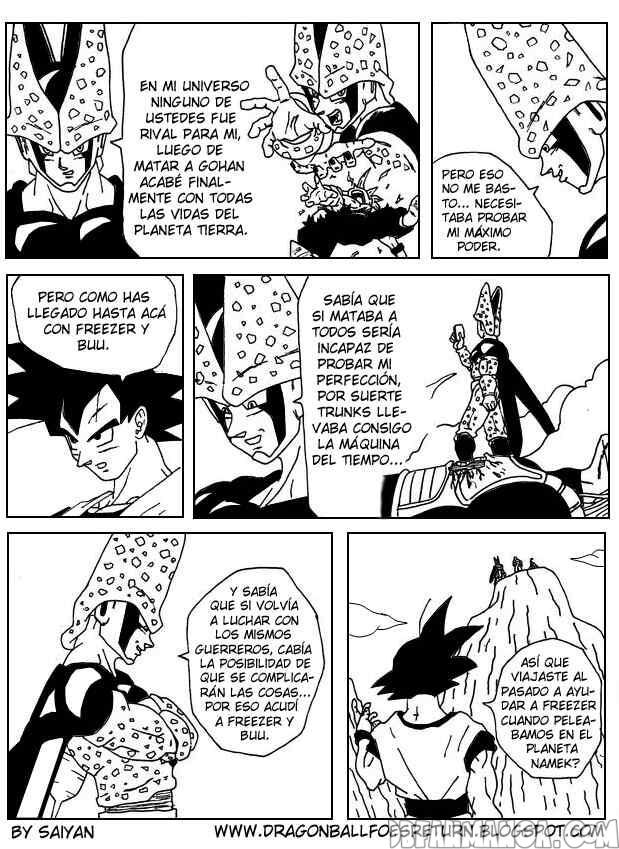 EN MI UNIVERSO
NINGUNO DE
USTEDES FUE
RIVAL PARA MI,
LUEGO DE
MATAR A GOHAN
ACABÉ FINAL-
MENTE CON TODAS
LAS VIDAS DEL
PLANETA TIERRA.
PERO ESO
NO ME BAS-
TO... NECESI-
TABA PROBAR
MI MÁXIMO
PODER.
PERO COMO HAS
LLEGADO HASTA ACÁ
CON FREEZER Y
BUU.
SABÍA QUE
SI MATABA A
TODOS SERÍA
INCAPAZ DE
PROBAR MI
PERFECCIÓN,
POR SUERTE
TRUNKS LLE-
VABA CONSIGO
LA MÁQUINA
DEL TIEMPO...
Y SABÍA
QUE SI VOLVÍA
A LUCHAR CON
LOS MISMOS
GUERREROS, CABÍA
LA POSIBILIDAD DE
QUE SE COMPLICA-
RÁN LAS COSAS...
POR ESO ACUDÍ
A FREEZER Y
BUU.
ASÍ QUE
VIAJASTE AL
PASADO A AYU-
DAR A FREEZER
CUANDO PELEA-
BAMOS EN EL
PLANETA
NAMEK?
BY SAIYAN
WWW.DRAGONBALLFOESRETURN.BLOGSPOT.COM